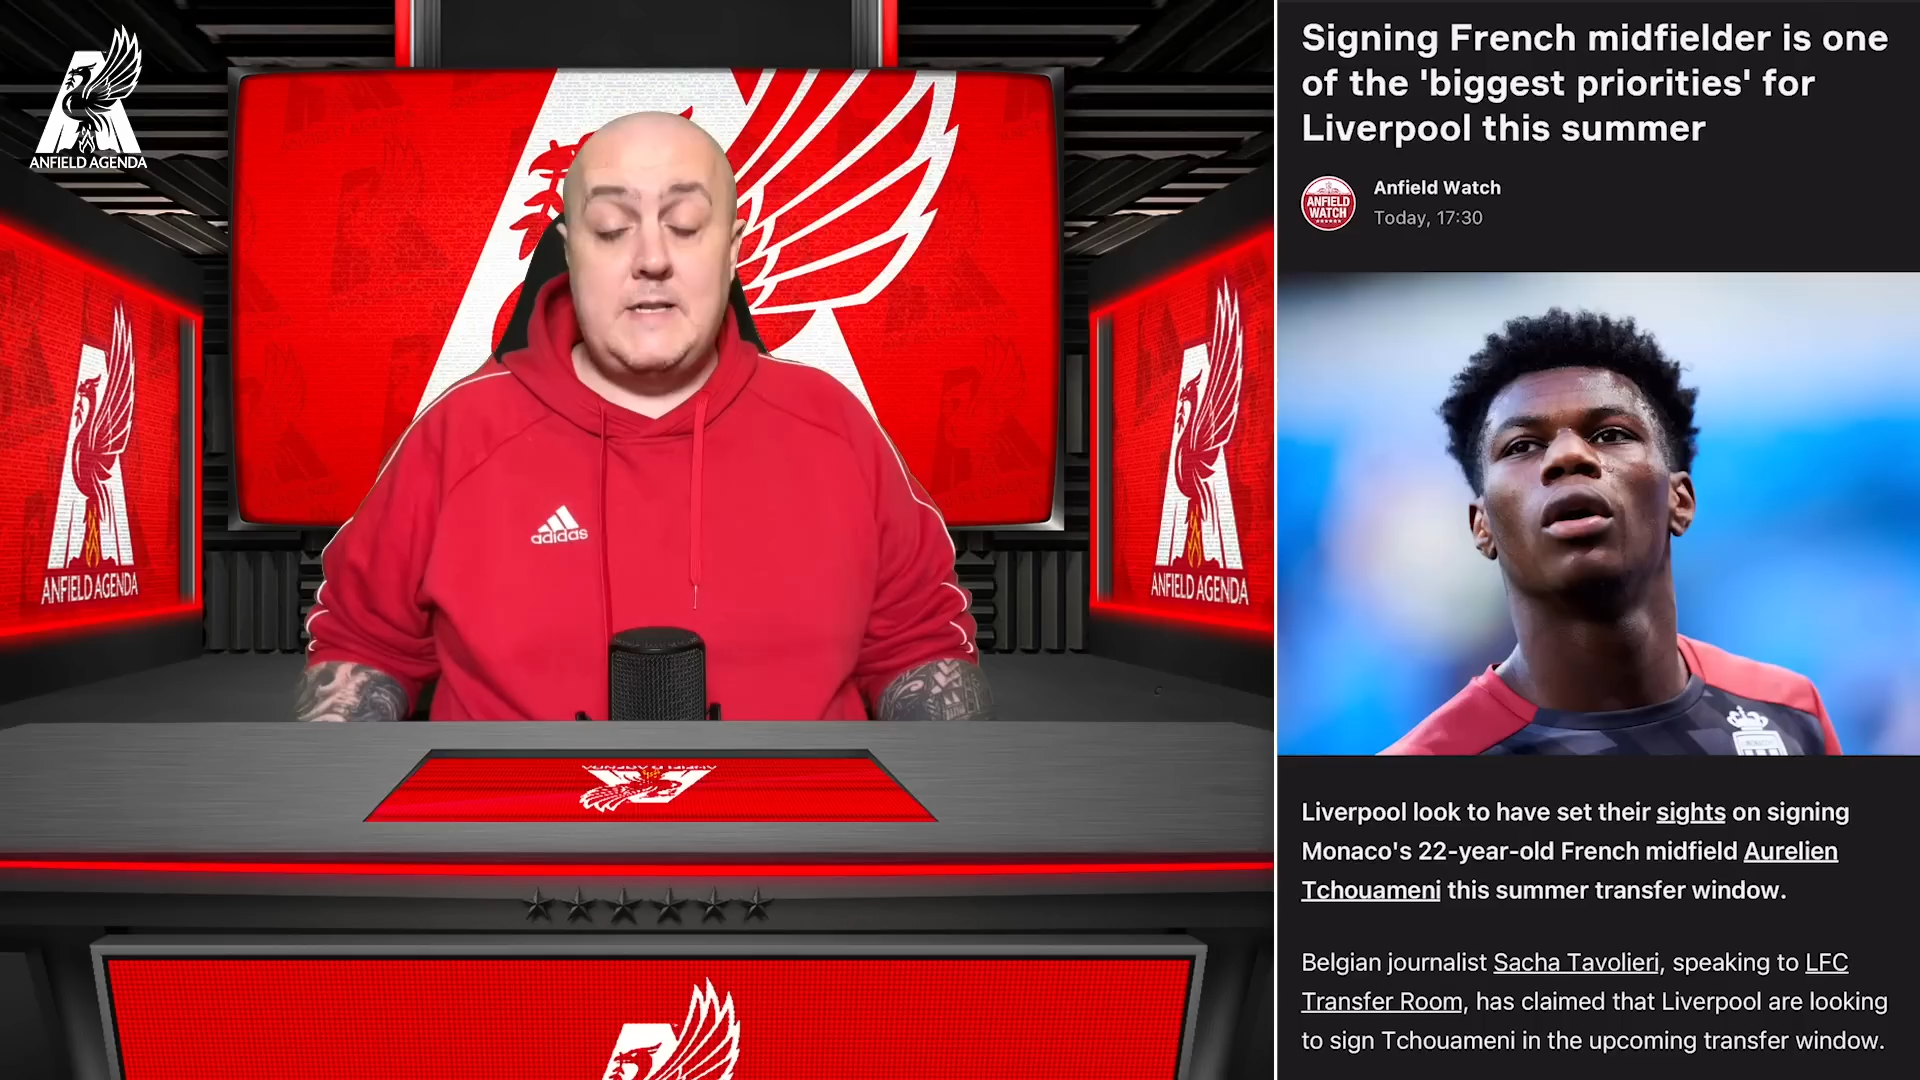 ANFIELD AGENDA
ANFIELD AGENDA
ANFIELD AGENDA
adidas
ANFIELD AGENDA
Signing French midfielder is one
of the 'biggest priorities' for
Liverpool this summer
ANFIELD
WATCH
Anfield Watch
Today, 17:30
Liverpool look to have set their sights on signing
Monaco's 22-year-old French midfield Aurelien
Tchouameni this summer transfer window.
Belgian journalist Sacha Tavolieri, speaking to LFC
Transfer Room, has claimed that Liverpool are looking
to sign Tchouameni in the upcoming transfer window.